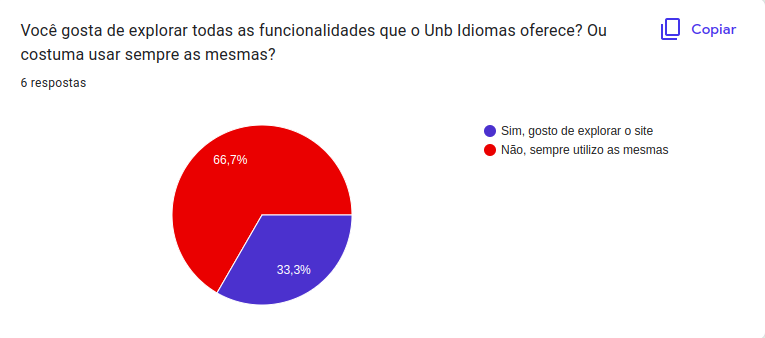 Você gosta de explorar todas as funcionalidades que o Unb Idiomas oferece? Ou
costuma usar sempre as mesmas?
Copiar
6 respostas
Sim, gosto de explorar o site
Não, sempre utilizo as mesmas
66,7%
33,3%